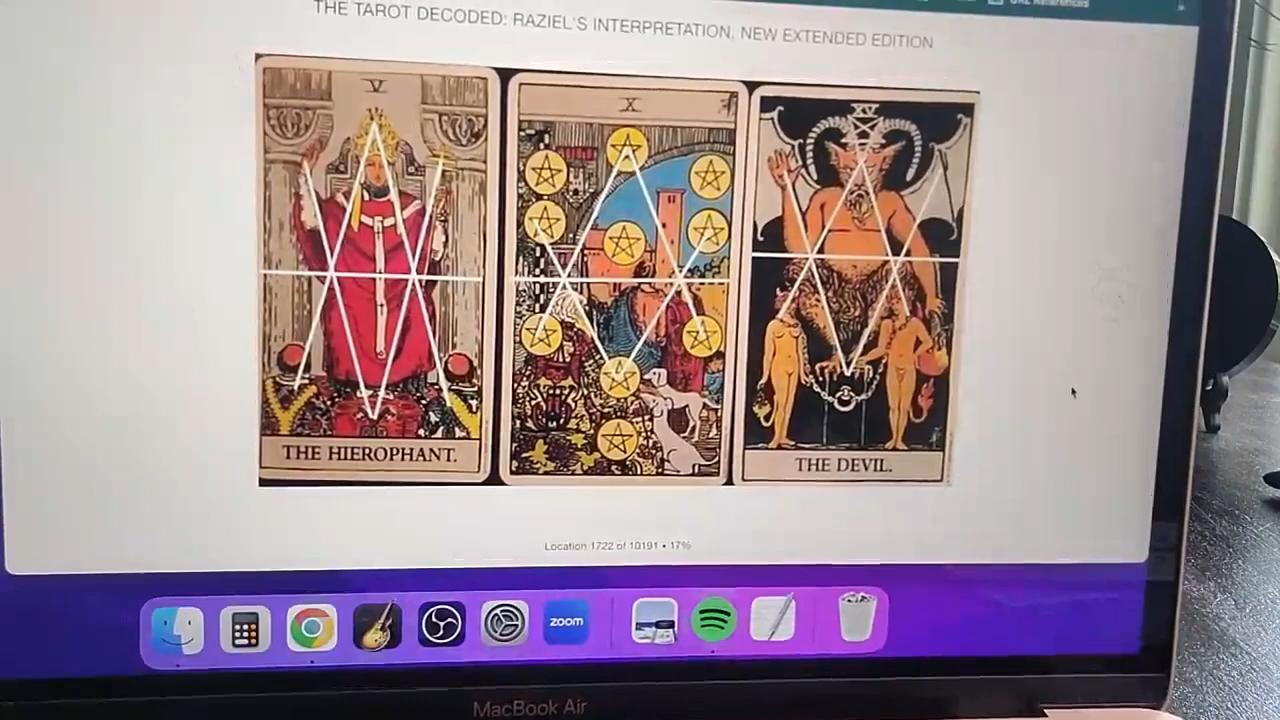 THE TAROT DECODED: RAZIEL'S INTERPRETATION, NEW EXTENDED EDITION
V
X
XV
THE HIEROPHANT.
THE DEVIL.
Location 1722 of 10191 • 17%
zoom
MacBook Air